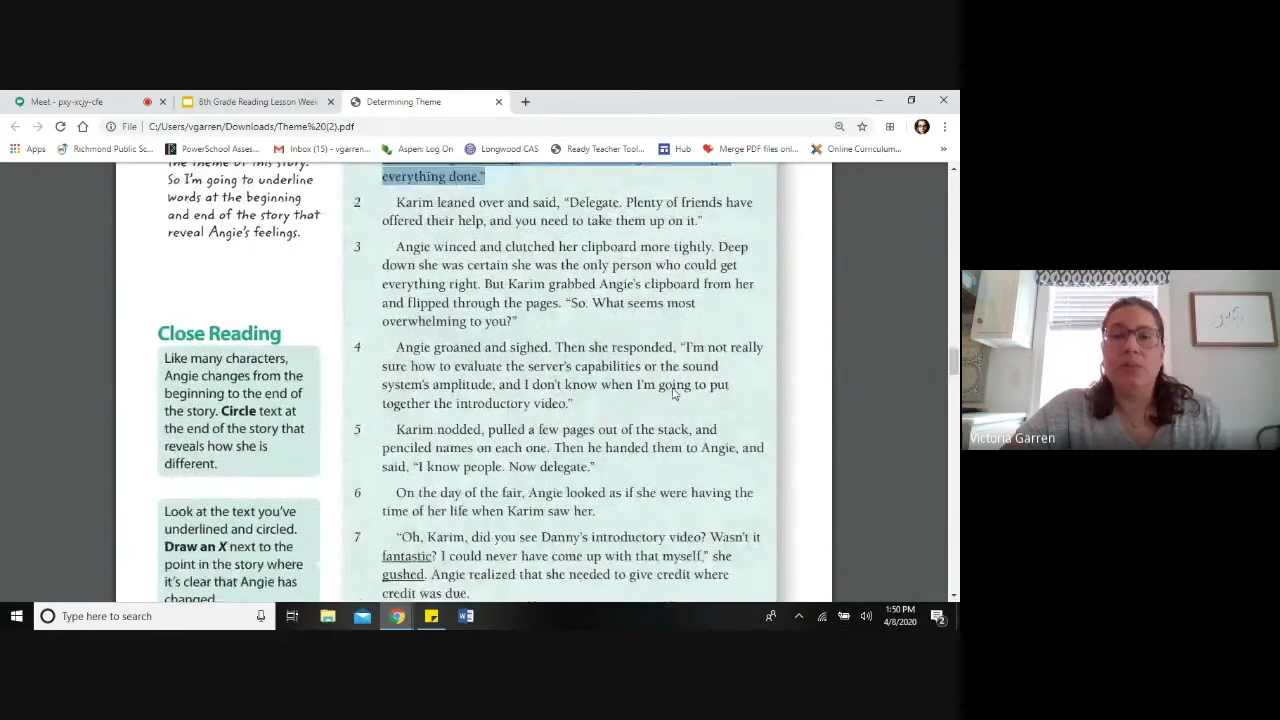 Meet - pxy-xcjy-cfe
8th Grade Reading Lesson Week
Determining Theme
File
C:/Users/vgarren/Downloads/Theme%20(2).pdf
Apps
Richmond Public Sc...
PowerSchool Asses...
Inbox (15) - vgarren...
Aspen: Log On
Longwood CAS
Ready Teacher Tool...
Hub
Merge PDF files onl...
Online Curriculum...
»
the theme of this story.
So I'm going to underline
words at the beginning
and end of the story that
reveal Angie's feelings.
Close Reading
Like many characters,
Angie changes from the
beginning to the end of
the story. Circle text at
the end of the story that
reveals how she is
different.
Look at the text you've
underlined and circled.
Draw an X next to the
point in the story where
it's clear that Angie has
changed.
everything done."
2 Karim leaned over and said, "Delegate. Plenty of friends have
offered their help, and you need to take them up on it."
3 Angie winced and clutched her clipboard more tightly. Deep
down she was certain she was the only person who could get
everything right. But Karim grabbed Angie's clipboard from her
and flipped through the pages. "So. What seems most
overwhelming to you?"
4 Angie groaned and sighed. Then she responded, "I'm not really
sure how to evaluate the server's capabilities or the sound
system's amplitude, and I don't know when I'm going to put
together the introductory video."
5 Karim nodded, pulled a few pages out of the stack, and
penciled names on each one. Then he handed them to Angie, and
said, "I know people. Now delegate."
6 On the day of the fair, Angie looked as if she were having the
time of her life when Karim saw her.
7 "Oh, Karim, did you see Danny's introductory video? Wasn't it
fantastic? I could never have come up with that myself," she
gushed. Angie realized that she needed to give credit where
credit was due.
Type here to search
1:50 PM
4/8/2020
2
Victoria Garren